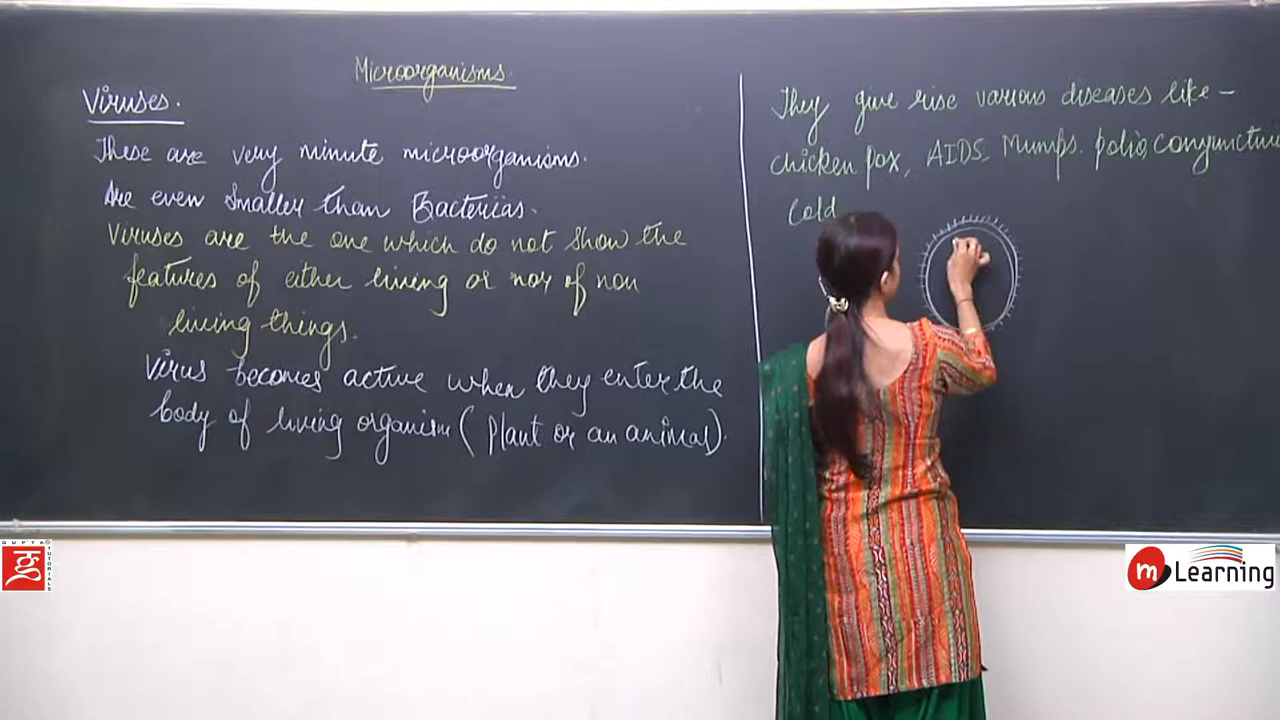 Microorganisms.
Viruses.
These are very minute microorganisms.
Are even smaller than Bacterias.
Viruses are the one which do not show the
features of either living or nor of non
living things.
Virus becomes active when they enter the
body of living organism ( plant or an animal).
They give rise various diseases like -
chicken pox, AIDS, Mumps. polio, conjunctiv
Cold
GUPTA
TUTORIALS
m Learning